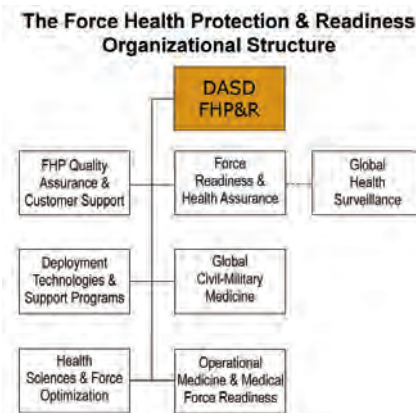 The Force Health Protection & Readiness
Organizational Structure
DASD
FHP&R
FHP Quality
Assurance &
Customer Support
Force
Readiness &
Health Assurance
Global
Health
Surveillance
Deployment
Technologies &
Support Programs
Global
Civil-Military
Medicine
Health
Sciences & Force
Optimization
Operational
Medicine & Medical
Force Readiness